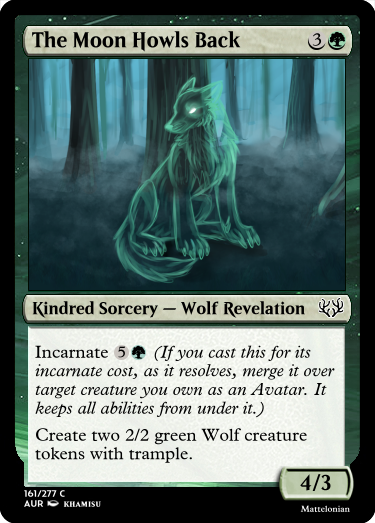 The Moon Howls Back 3
Kindred Sorcery — Wolf Revelation
Incarnate 5 (If you cast this for its
incarnate cost, as it resolves, merge it over
target creature you own as an Avatar. It
keeps all abilities from under it.)
Create two 2/2 green Wolf creature
tokens with trample.
4/3
161/277 C
AUR KHAMISU
Mattelonian